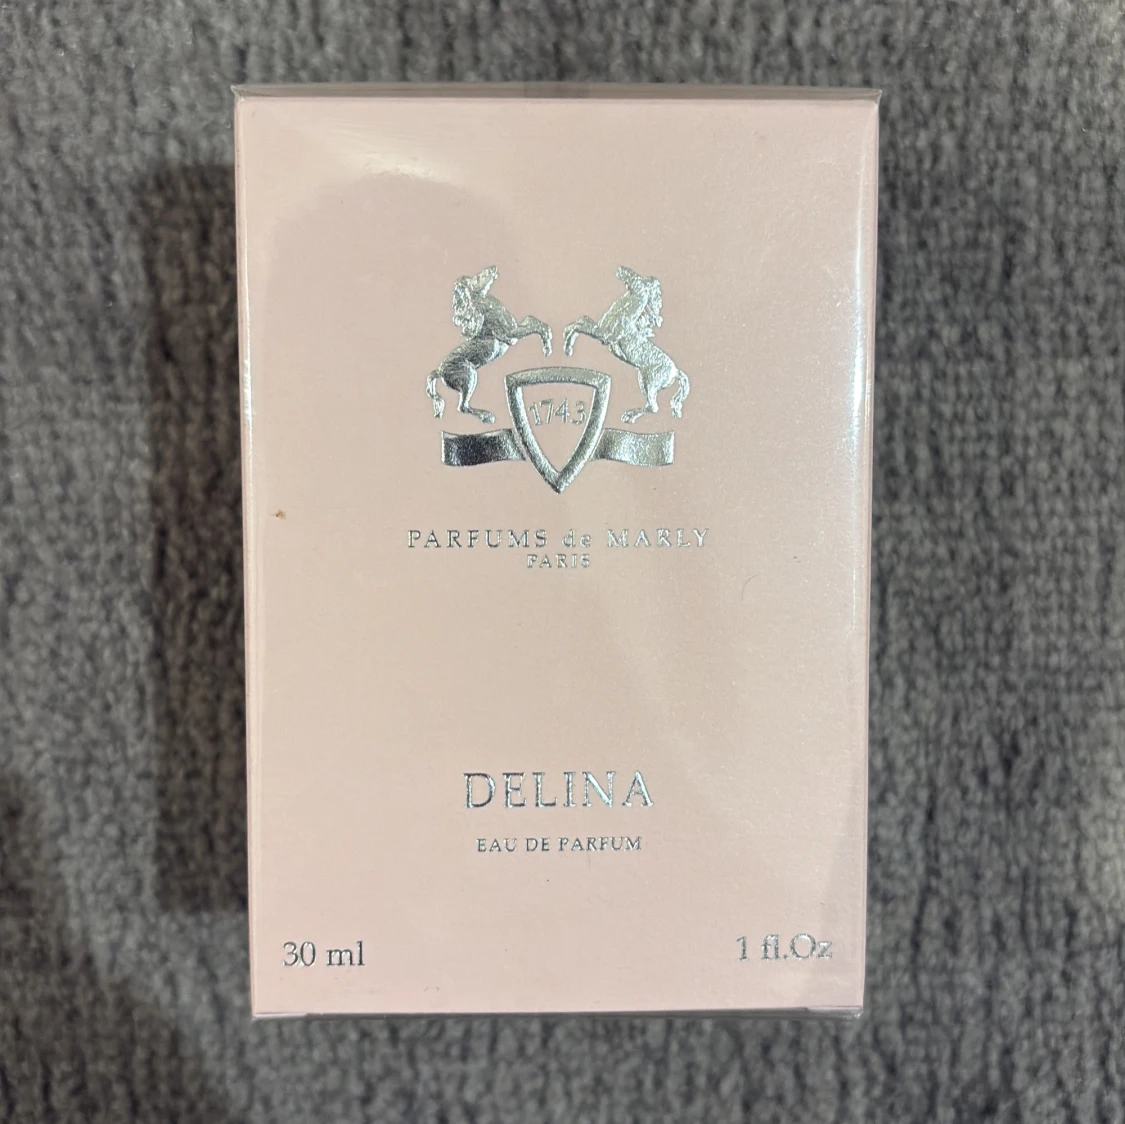 1743
PARFUMS de MARLY
PARIS
DELINA
EAU DE PARFUM
30 ml
1 fl.Oz